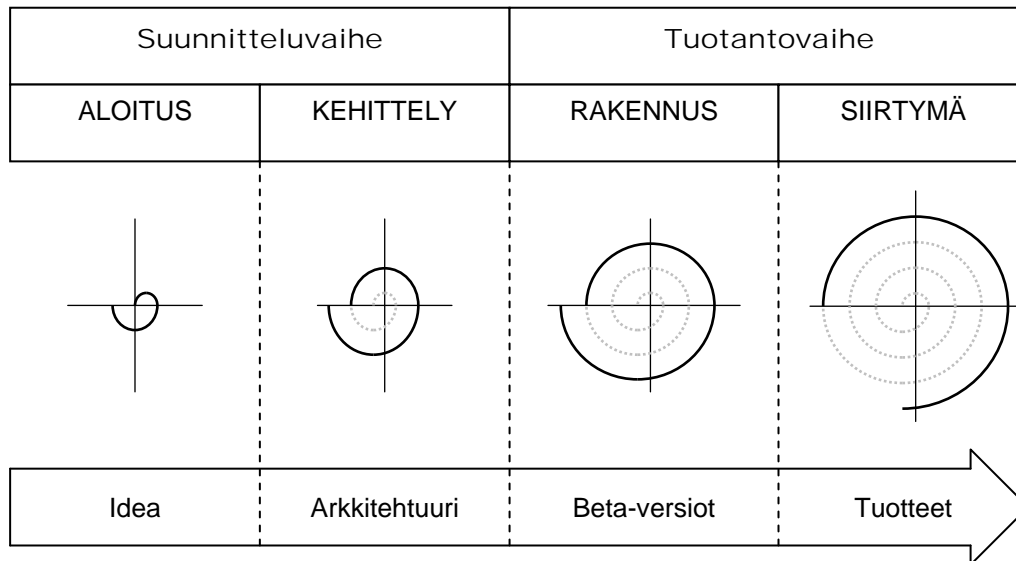 Suunnitteluvaihe
Tuotantovaihe
ALOITUS
KEHITTELY
RAKENNUS
SIIRTYMÄ
Idea
Arkkitehtuuri
Beta-versiot
Tuotteet